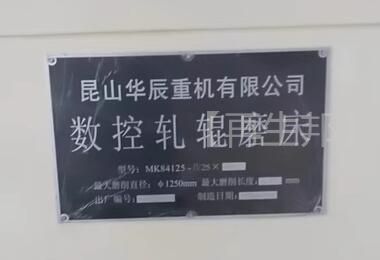 昆山华辰重机有限公司
数控轧辊磨床
型号：MK84125-/25×
最大磨削直径：φ1250mm 最大磨削长度：
出厂编号： 制造日期：